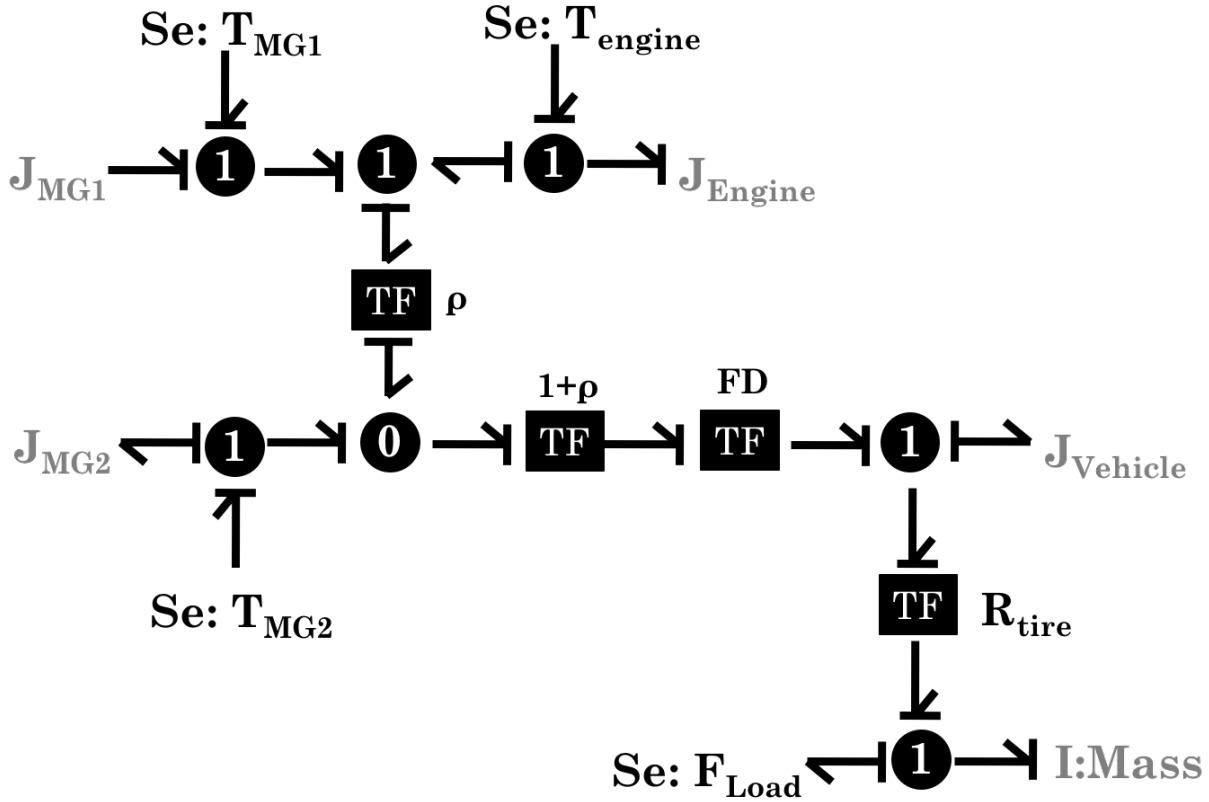 Se: T_MG1
Se: T_engine
J_MG1
1
1
1
J_Engine
TF
ρ
1+ρ
FD
J_MG2
1
0
TF
TF
1
J_Vehicle
Se: T_MG2
TF
R_tire
Se: F_Load
1
I:Mass